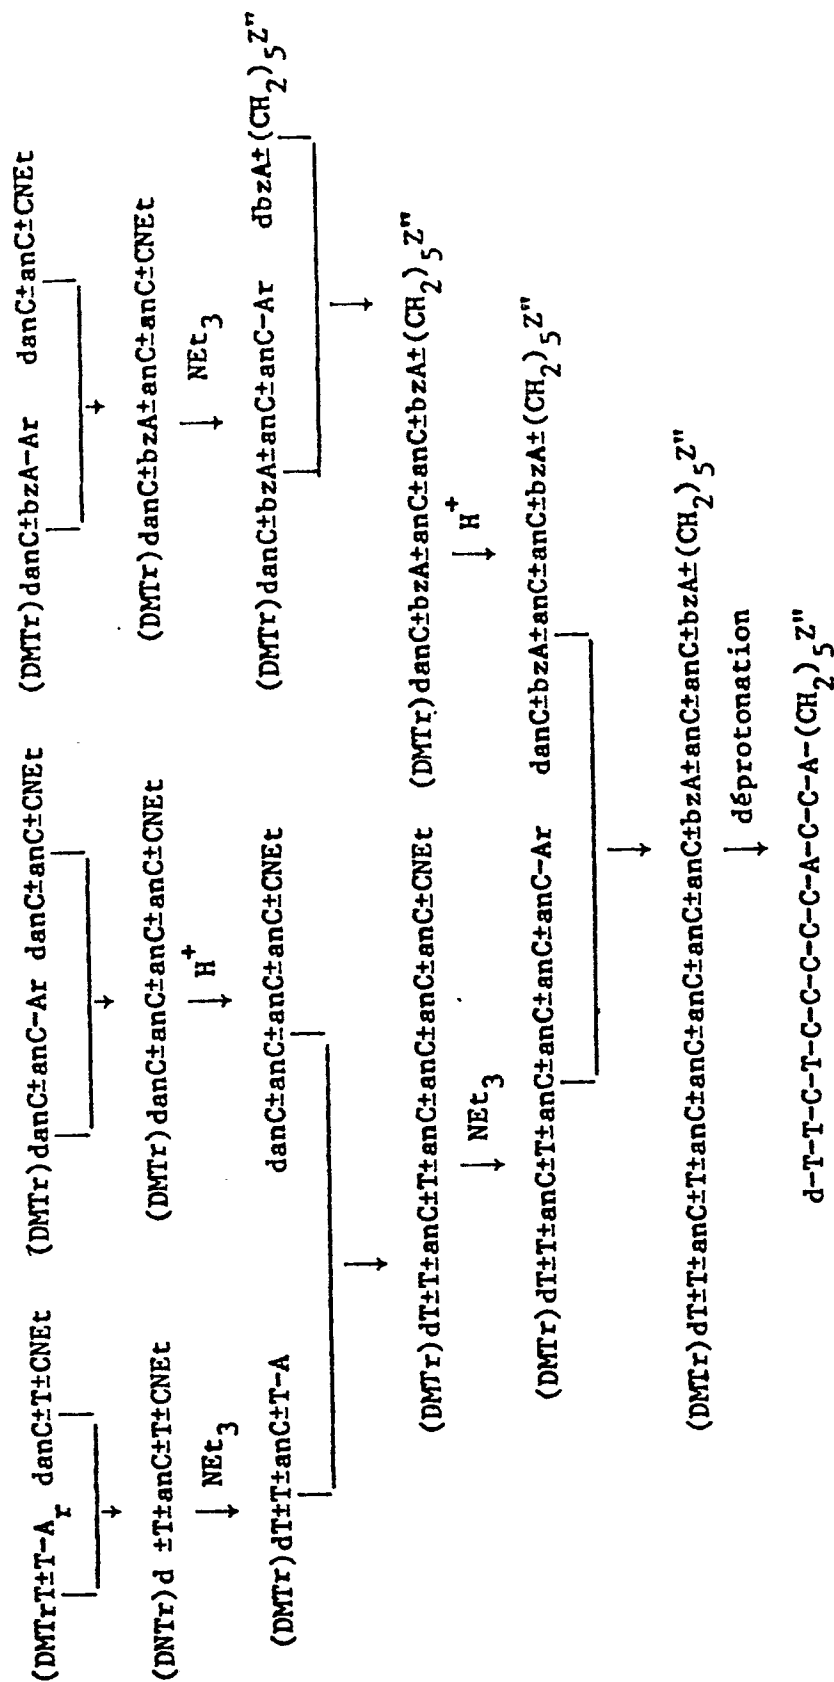 (DMTrT±T-Ar danC±T±CNEt (DMTr)danC±anC-Ar danC±anC±CNEt (DMTr)danC±bzA-Ar danC±anC±CNEt
(DNTr)d ±T±anC±T±CNEt (DMTr)danC±anC±anC±anC±CNEt (DMTr)danC±bzA±anC±anC±CNEt
↓ NEt3 ↓ H+ ↓ NEt3
(DMTr)dT±T±anC±T-A danC±anC±anC±anC±CNEt (DMTr)danC±bzA±anC±anC-Ar dbzA±(CH2)5Z"
(DMTr)dT±T±anC±T±anC±anC±anC±anC±CNEt (DMTr)danC±bzA±anC±anC±bzA±(CH2)5Z"
↓ NEt3 ↓ H+
(DMTr)dT±T±anC±T±anC±anC±anC±anC-Ar danC±bzA±anC±anC±bzA±(CH2)5Z"
(DMTr)dT±T±anC±T±anC±anC±anC±anC±anC±bzA±anC±anC±bzA±(CH2)5Z"
↓ déprotonation
d-T-T-C-T-C-C-C-C-C-A-C-C-A-(CH2)5Z"